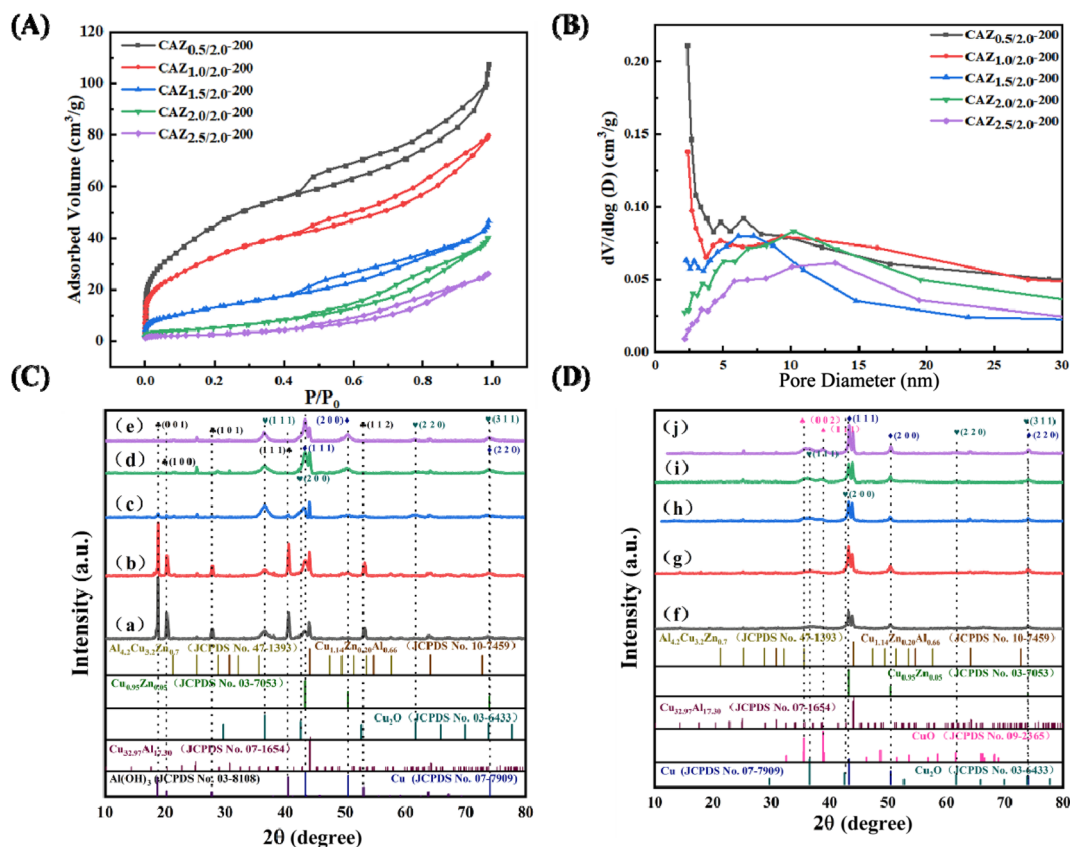 (A)
CAZ0.5/2.0-200
CAZ1.0/2.0-200
CAZ1.5/2.0-200
CAZ2.0/2.0-200
CAZ2.5/2.0-200
Adsorbed Volume (cm³/g)
120
100
80
60
40
20
0
0.0 0.2 0.4 0.6 0.8 1.0
P/P0
(B)
CAZ0.5/2.0-200
CAZ1.0/2.0-200
CAZ1.5/2.0-200
CAZ2.0/2.0-200
CAZ2.5/2.0-200
dV/dlog (D) (cm³/g)
0.20
0.15
0.10
0.05
0.00
0 5 10 15 20 25 30
Pore Diameter (nm)
(C)
Intensity (a.u.)
(e) ♣(0 0 1) ♣(1 0 1) ♥(1 1 1) (2 0 0)♦ ♣(1 1 2) ♥(2 2 0) ♥(3 1 1)
(d) ♣(1 0 0) (1 1 1)♣ ♦(1 1 1) ♦(2 2 0)
♥(2 0 0)
(c)
(b)
(a)
Al4.2Cu3.2Zn0.7 (JCPDS No. 47-1393) Cu1.14Zn0.20Al0.66 (JCPDS No. 10-7459)
Cu0.95Zn0.05(JCPDS No. 03-7053)
Cu2O (JCPDS No. 03-6433)
Cu32.97Al17.30 (JCPDS No. 07-1654)
Al(OH)3 (JCPDS No. 03-8108) Cu (JCPDS No. 07-7909)
10 20 30 40 50 60 70 80
2θ (degree)
(D)
Intensity (a.u.)
(j) ▲(0 0 2) ♦(1 1 1) ♥(3 1 1)
♦(2 0 0) ♥(2 2 0) ♦(2 2 0)
(i)
(h) ♥(2 0 0)
(g)
(f)
Al4.2Cu3.2Zn0.7 (JCPDS No. 47-1393) Cu1.14Zn0.20Al0.66 (JCPDS No. 10-7459)
Cu0.95Zn0.05(JCPDS No. 03-7053)
Cu32.97Al17.30 (JCPDS No. 07-1654)
CuO (JCPDS No. 09-2365)
Cu (JCPDS No. 07-7909) Cu2O (JCPDS No. 03-6433)
10 20 30 40 50 60 70 80
2θ (degree)